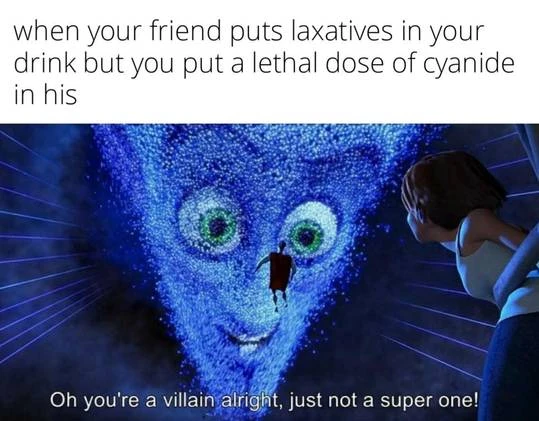 when your friend puts laxatives in your
drink but you put a lethal dose of cyanide
in his
Oh you're a villain alright, just not a super one!